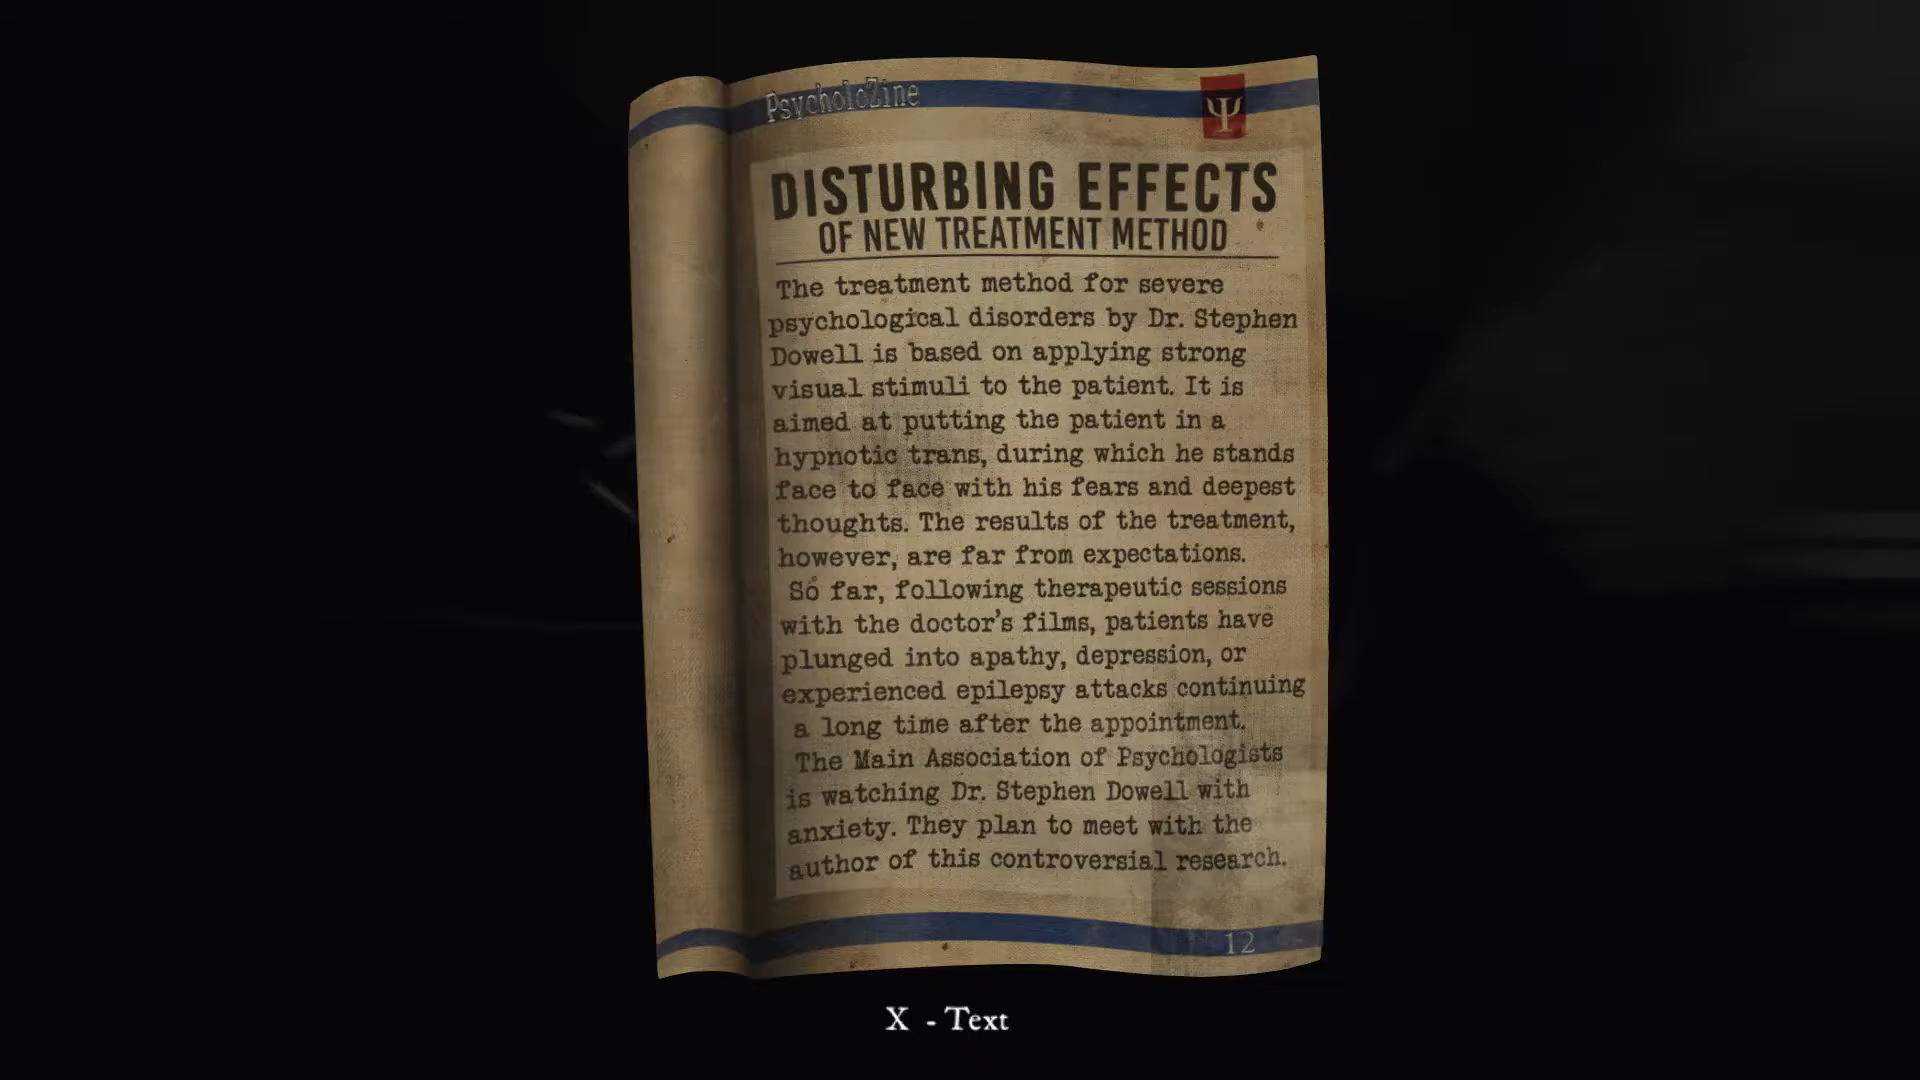 PsycholoZine
Ψ
DISTURBING EFFECTS
OF NEW TREATMENT METHOD
The treatment method for severe
psychological disorders by Dr. Stephen
Dowell is based on applying strong
visual stimuli to the patient. It is
aimed at putting the patient in a
hypnotic trans, during which he stands
face to face with his fears and deepest
thoughts. The results of the treatment,
however, are far from expectations.
So far, following therapeutic sessions
with the doctor's films, patients have
plunged into apathy, depression, or
experienced epilepsy attacks continuing
a long time after the appointment.
The Main Association of Psychologists
is watching Dr. Stephen Dowell with
anxiety. They plan to meet with the
author of this controversial research.
12
X - Text